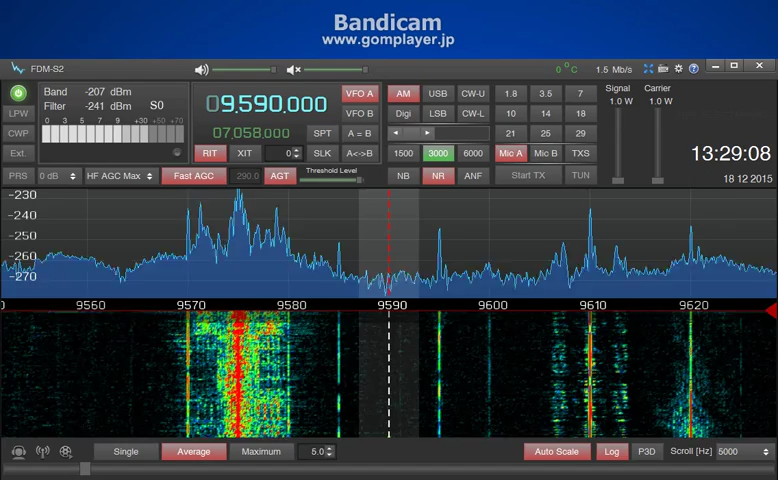 Bandicam
www.gomplayer.jp
FDM-S2
0°C 1.5 Mb/s
LPW
CWP
Ext.
PRS
Band -207 dBm
Filter -241 dBm S0
0 3 5 7 9 +10 +30 +50 +70
09,590,000
07,058,000
VFO A
VFO B
SPT A = B
RIT XIT 0 SLK A<->B
0 dB HF AGC Max Fast AGC 290.0 AGT Threshold Level
AM USB CW-U
Digi LSB CW-L
1500 3000 6000
NB NR ANF
1.8 3.5 7
10 14 18
21 25 29
Mic A Mic B TXS
Start TX TUN
Signal Carrier
1.0 W 1.0 W
13:29:08
18 12 2015
-230
-240
-250
-260
-270
0 9560 9570 9580 9590 9600 9610 9620
Single Average Maximum 5.0 Auto Scale Log P3D Scroll [Hz] 5000